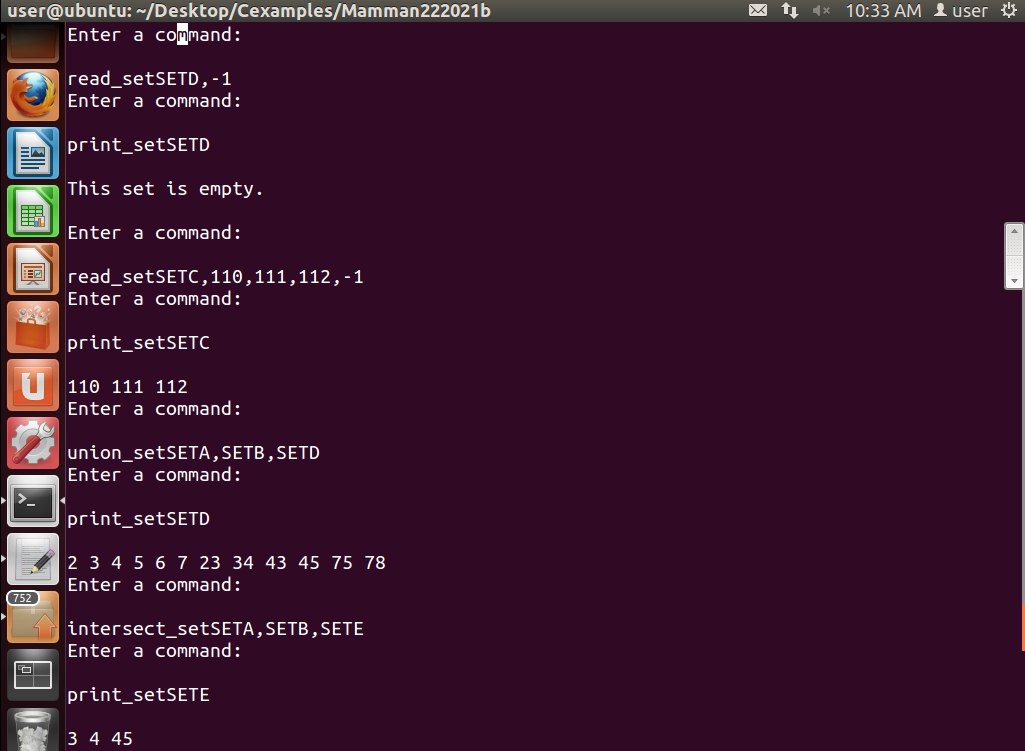 user@ubuntu: ~/Desktop/Cexamples/Mamman222021b
10:33 AM
user
Enter a command:
read_setSETD,-1
Enter a command:
print_setSETD
This set is empty.
Enter a command:
read_setSETC,110,111,112,-1
Enter a command:
print_setSETC
110 111 112
Enter a command:
union_setSETA,SETB,SETD
Enter a command:
print_setSETD
2 3 4 5 6 7 23 34 43 45 75 78
Enter a command:
intersect_setSETA,SETB,SETE
Enter a command:
print_setSETE
3 4 45
752